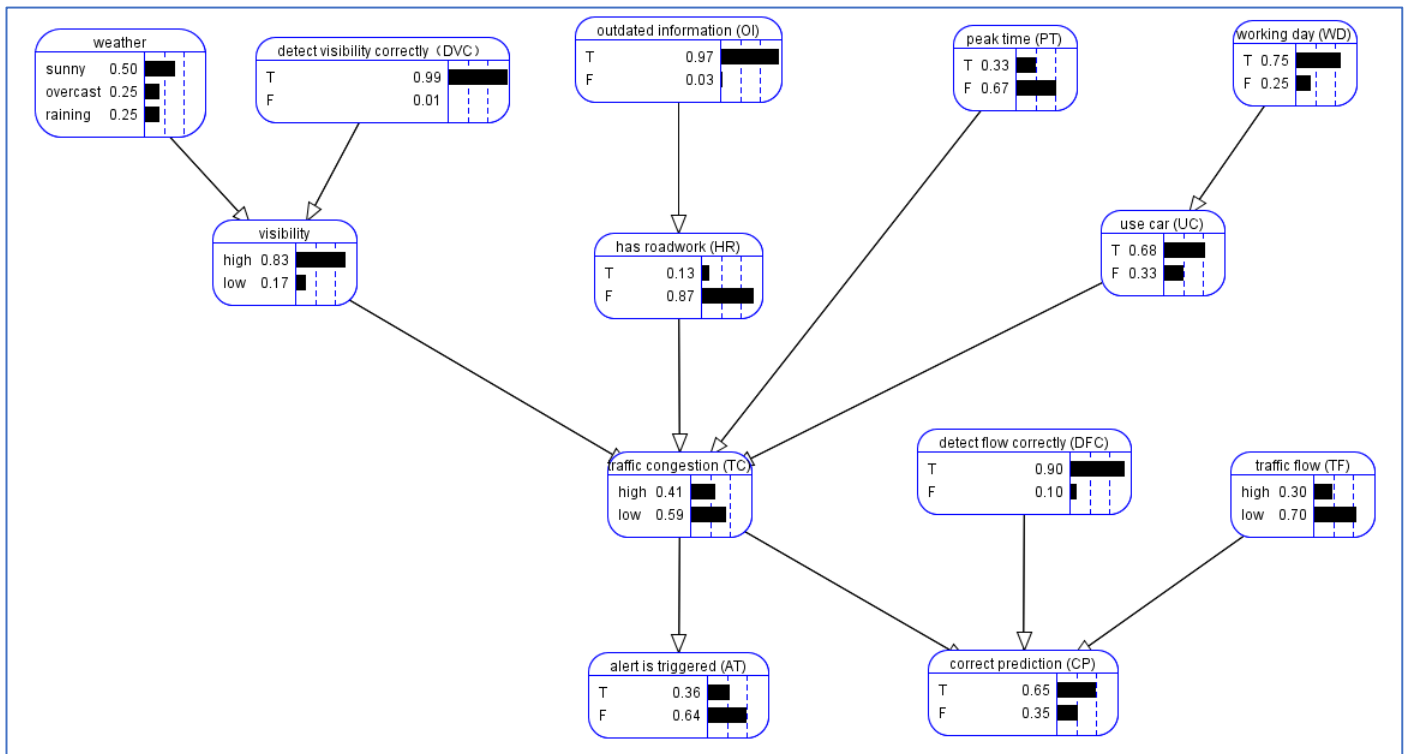 weather
sunny 0.50
overcast 0.25
raining 0.25
detect visibility correctly（DVC）
T 0.99
F 0.01
outdated information (OI)
T 0.97
F 0.03
peak time (PT)
T 0.33
F 0.67
working day (WD)
T 0.75
F 0.25
visibility
high 0.83
low 0.17
has roadwork (HR)
T 0.13
F 0.87
use car (UC)
T 0.68
F 0.33
traffic congestion (TC)
high 0.41
low 0.59
detect flow correctly (DFC)
T 0.90
F 0.10
traffic flow (TF)
high 0.30
low 0.70
alert is triggered (AT)
T 0.36
F 0.64
correct prediction (CP)
T 0.65
F 0.35